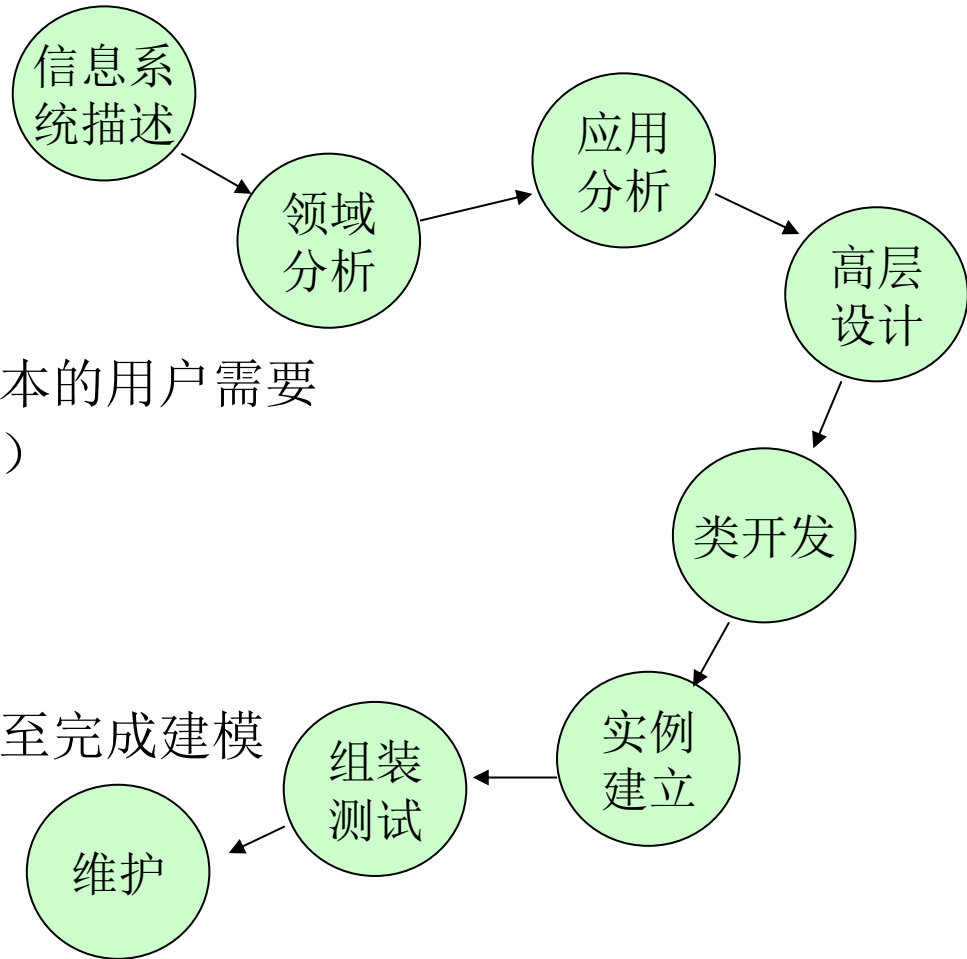 信息系
统描述
领域
分析
应用
分析
高层
设计
本的用户需要
）
类开发
实例
建立
至完成建模
组装
测试
维护